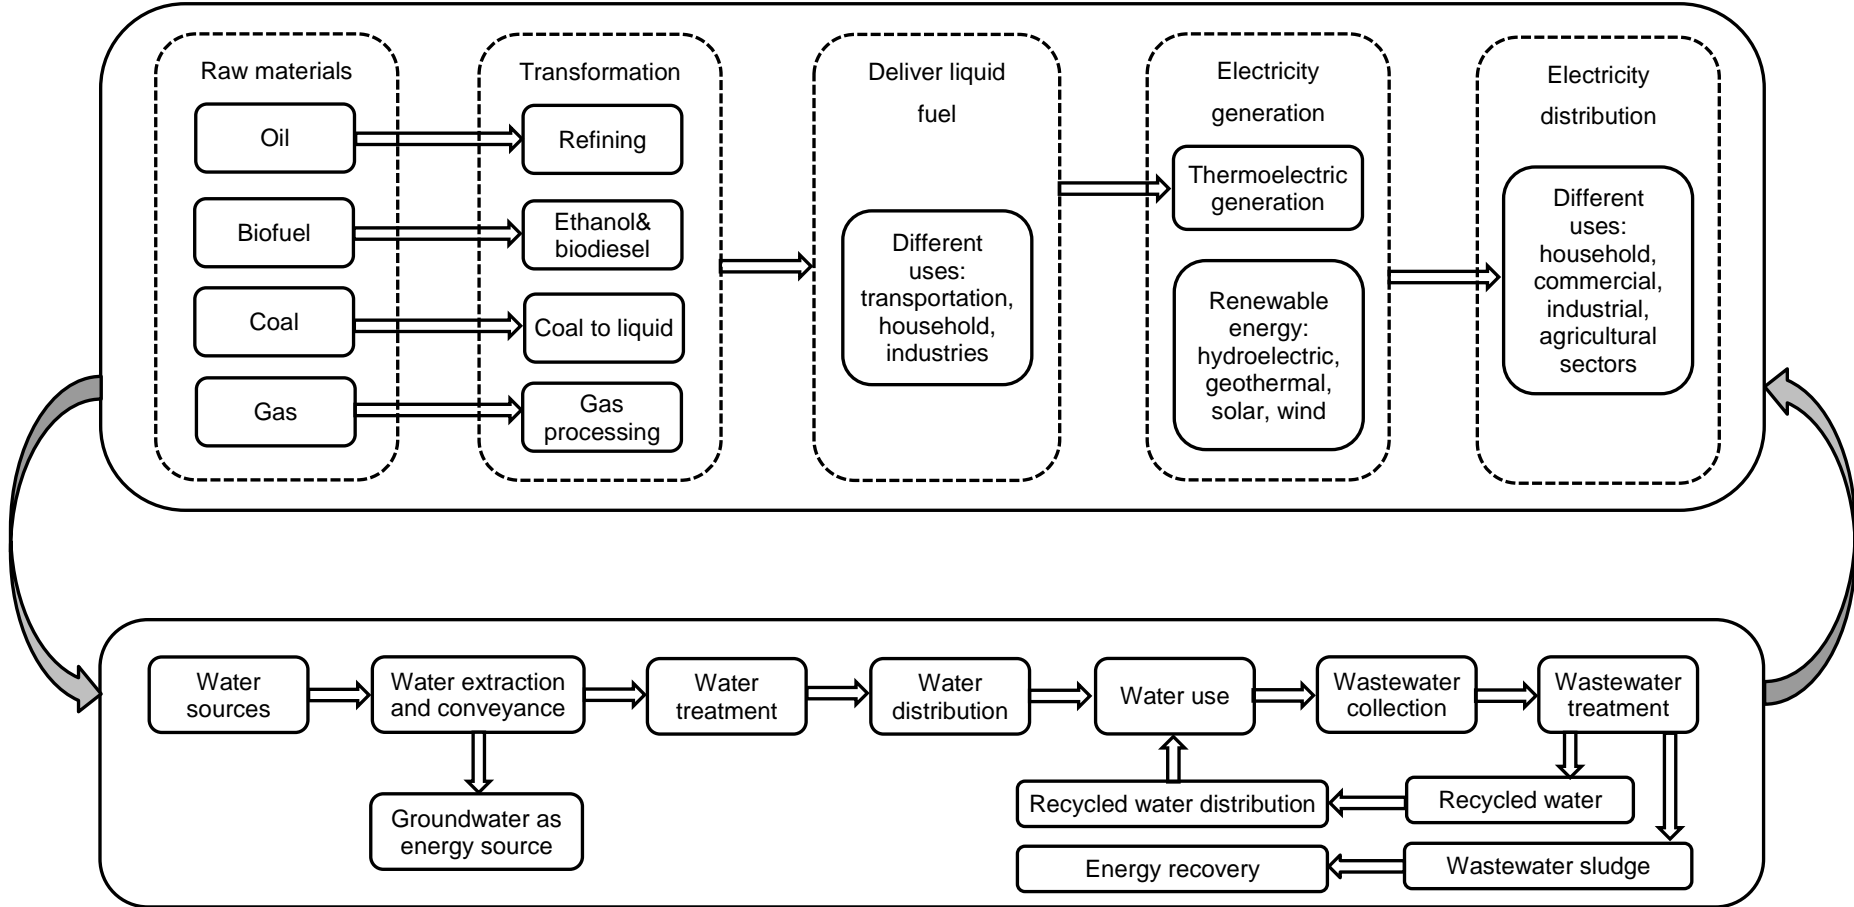 Raw materials
Oil
Biofuel
Coal
Gas
Transformation
Refining
Ethanol&
biodiesel
Coal to liquid
Gas
processing
Deliver liquid
fuel
Different
uses:
transportation,
household,
industries
Electricity
generation
Thermoelectric
generation
Renewable
energy:
hydroelectric,
geothermal,
solar, wind
Electricity
distribution
Different
uses:
household,
commercial,
industrial,
agricultural
sectors
Water
sources
Water extraction
and conveyance
Water
treatment
Water
distribution
Water use
Wastewater
collection
Wastewater
treatment
Groundwater as
energy source
Recycled water distribution
Recycled water
Energy recovery
Wastewater sludge